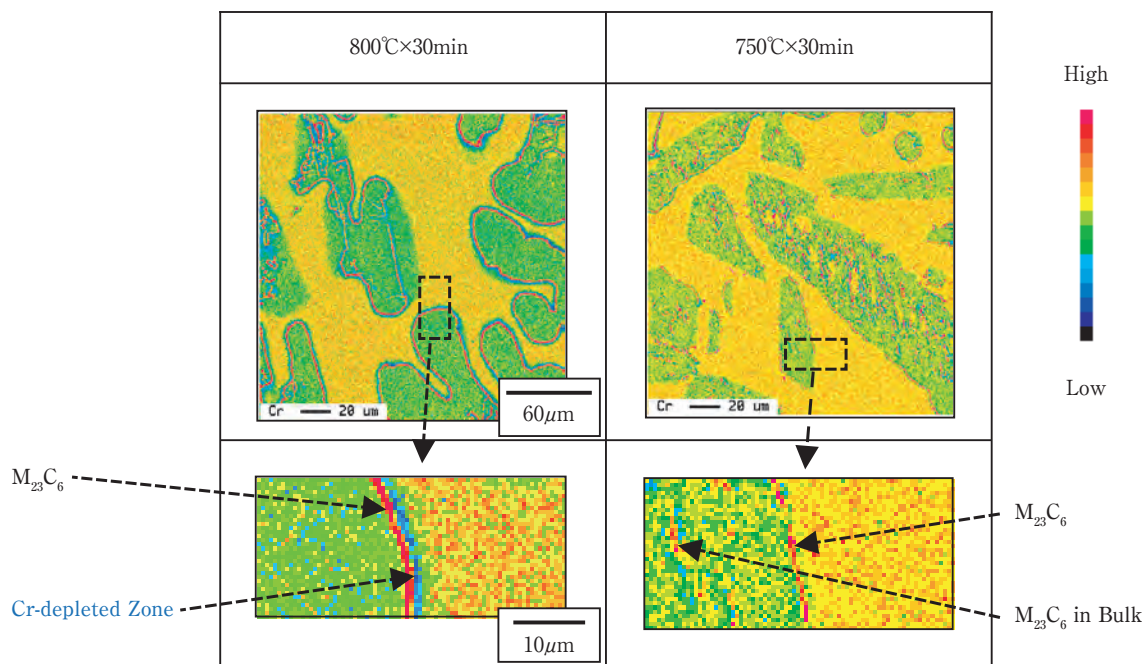 800℃×30min
750℃×30min
High
Low
Cr 20 um
60μm
Cr 20 um
M₂₃C₆
Cr-depleted Zone
10μm
M₂₃C₆
M₂₃C₆ in Bulk